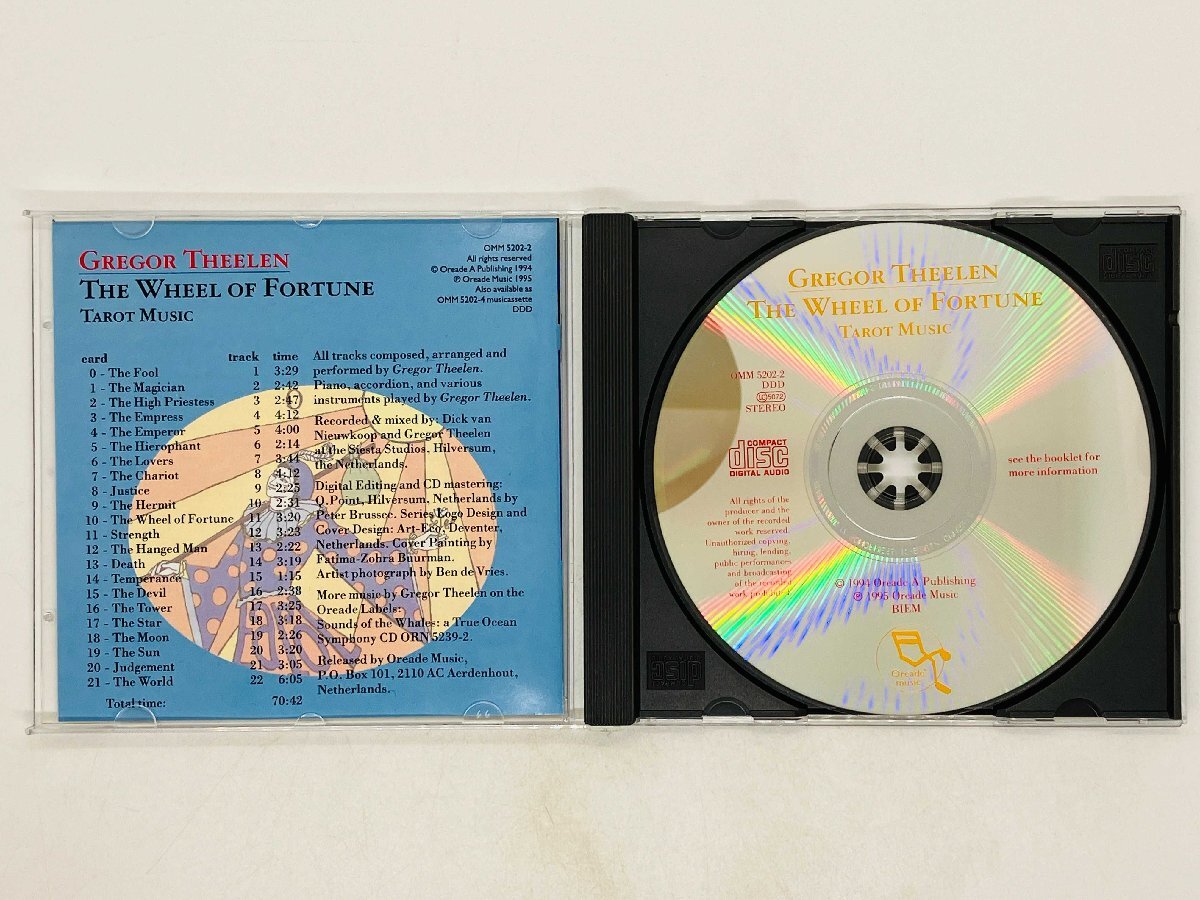 GREGOR THEELEN
THE WHEEL OF FORTUNE
TAROT MUSIC
OMM 5202-2
All rights reserved
© Oreade A Publishing 1994
℗ Oreade Music 1995
Also available as
OMM 5202-4 musicassette
DDD
card track time
0 - The Fool 1 3:29
1 - The Magician 2 2:42
2 - The High Priestess 3 2:47
3 - The Empress 4 4:12
4 - The Emperor 5 4:00
5 - The Hierophant 6 2:14
6 - The Lovers 7 3:44
7 - The Chariot 8 4:12
8 - Justice 9 2:25
9 - The Hermit 10 2:31
10 - The Wheel of Fortune 11 3:20
11 - Strength 12 3:23
12 - The Hanged Man 13 2:22
13 - Death 14 3:19
14 - Temperance 15 1:15
15 - The Devil 16 2:38
16 - The Tower 17 3:25
17 - The Star 18 3:18
18 - The Moon 19 2:26
19 - The Sun 20 3:20
20 - Judgement 21 3:05
21 - The World 22 6:05
Total time: 70:42
All tracks composed, arranged and
performed by Gregor Theelen.
Piano, accordion, and various
instruments played by Gregor Theelen.
Recorded & mixed by: Dick van
Nieuwkoop and Gregor Theelen
at the Siesta Studios, Hilversum,
the Netherlands.
Digital Editing and CD mastering:
Q.Point, Hilversum, Netherlands by
Peter Brussee. Series Logo Design and
Cover Design: Art-Eco, Deventer,
Netherlands. Cover Painting by
Fatima-Zohra Buurman.
Artist photograph by Ben de Vries.
More music by Gregor Theelen on the
Oreade Labels:
Sounds of the Whales: a True Ocean
Symphony CD ORN 5239-2.
Released by Oreade Music,
P.O. Box 101, 2110 AC Aerdenhout,
Netherlands.
GREGOR THEELEN
THE WHEEL OF FORTUNE
TAROT MUSIC
OMM 5202-2
DDD
LC 5072
STEREO
COMPACT
disc
DIGITAL AUDIO
see the booklet for
more information
All rights of the
producer and of the
owner of the recorded
work reserved.
Unauthorized copying,
hiring, lending,
public performances
and broadcasting
of the recorded
work prohibited.
© 1994 Oreade A Publishing
℗ 1995 Oreade Music
BIEM
Oreade
music
disc
disc